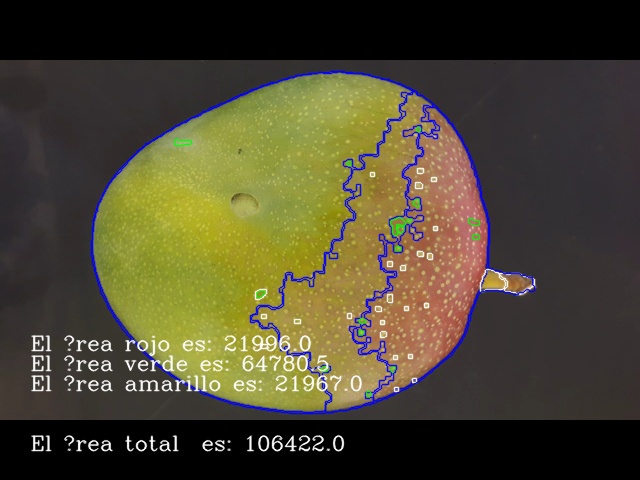 El ?rea rojo es: 21996.0
El ?rea verde es: 64780.5
El ?rea amarillo es: 21967.0
El ?rea total  es: 106422.0